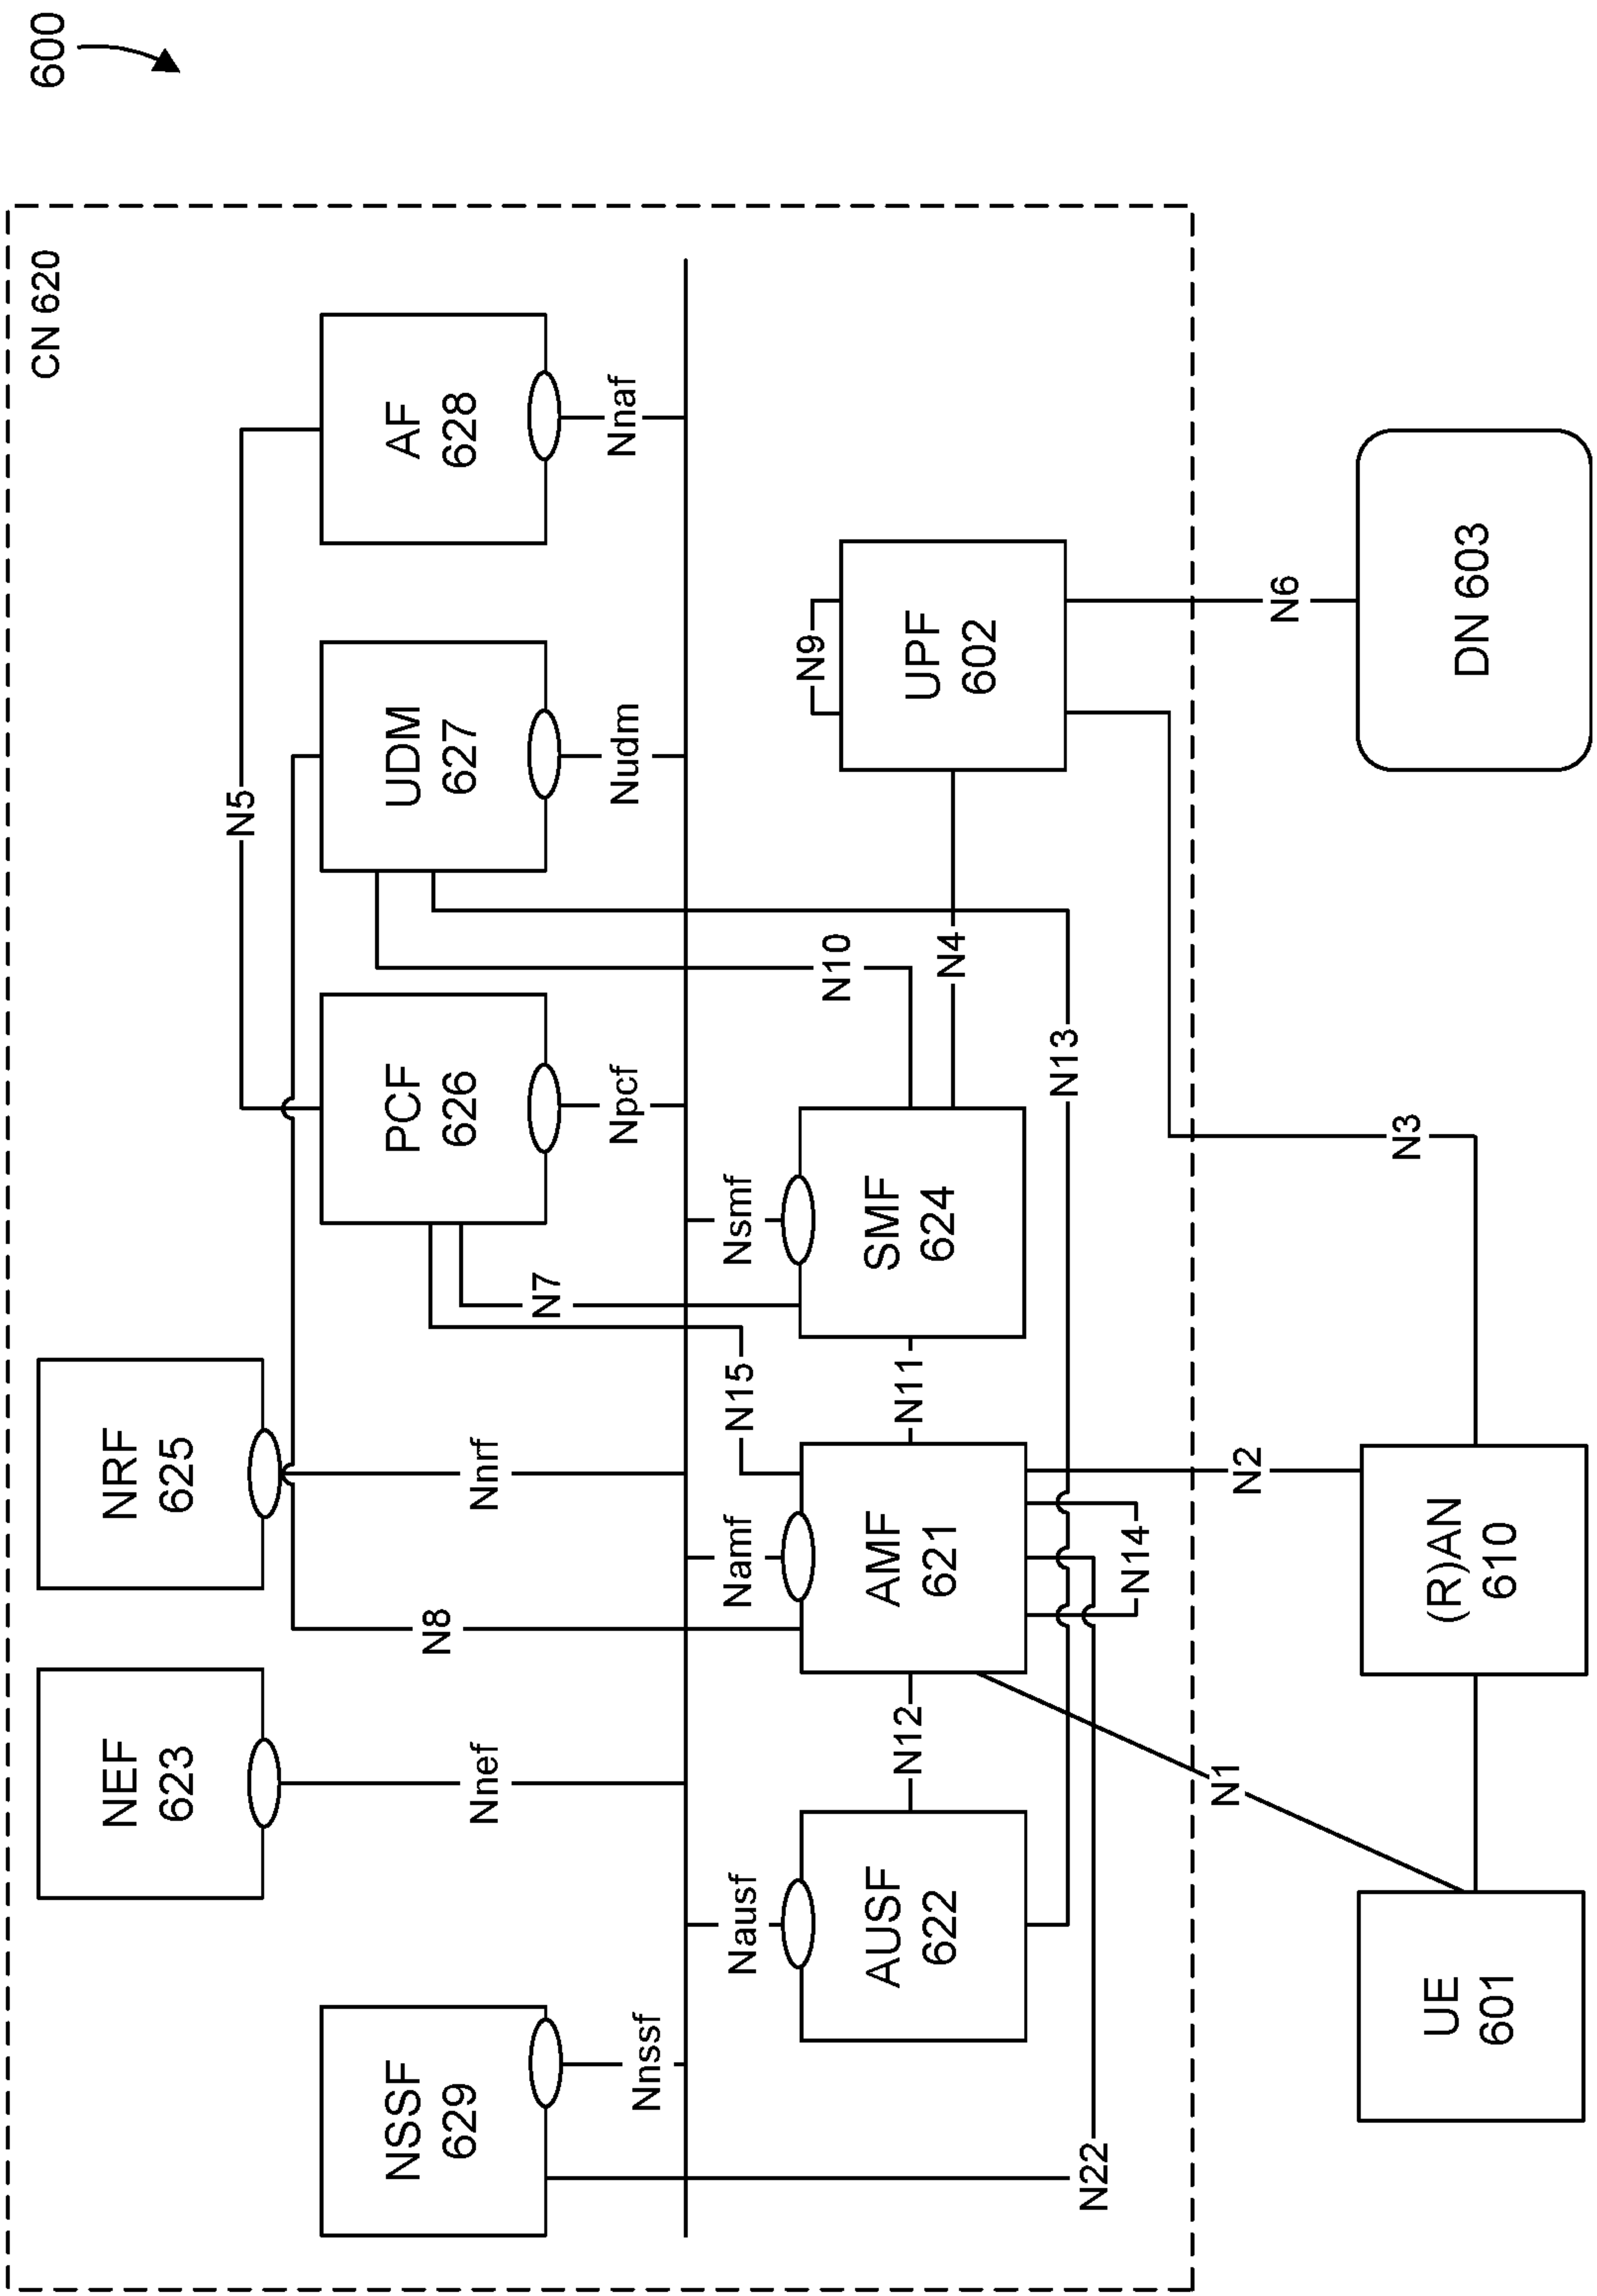 600
CN 620
NEF
623
NRF
625
N5
N8
NSSF
629
PCF
626
UDM
627
AF
628
Nnef
Nnrf
N7
Nnssf
Npcf
Nudm
Nnaf
Nausf
Namf
N15
Nsmf
N10
N9
AUSF
622
N12
AMF
621
N11
SMF
624
N4
UPF
602
N13
N22
N14
N1
N2
N3
N6
UE
601
(R)AN
610
DN 603